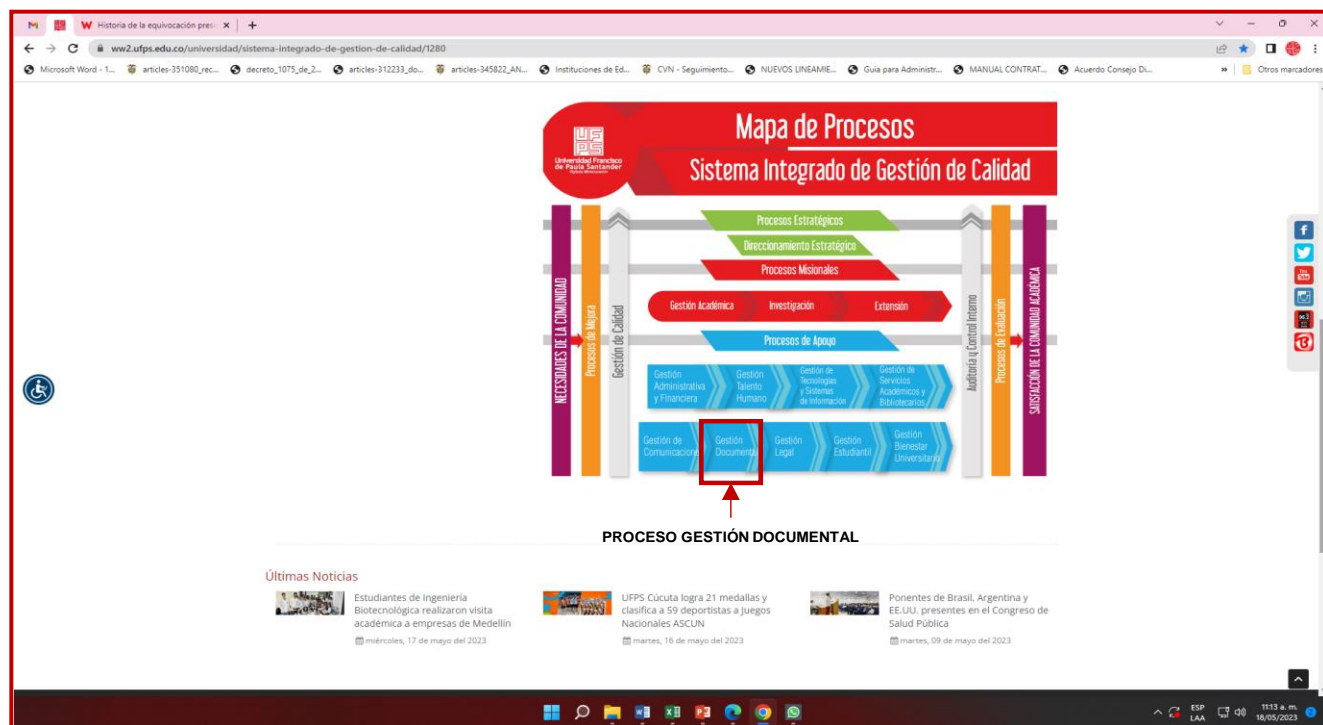 Historia de la equivocación presi
ww2.ufps.edu.co/universidad/sistema-integrado-de-gestion-de-calidad/1280
Microsoft Word - 1... articles-351080_rec... decreto_1075_de_2... articles-312233_do... articles-345822_AN... Instituciones de Ed... CVN - Seguimiento... NUEVOS LINEAMIE... Guia para Administr... MANUAL CONTRAT... Acuerdo Consejo Di... » Otros marcadores
Mapa de Procesos
Sistema Integrado de Gestión de Calidad
UFPS
Universidad Francisco
de Paula Santander
NECESIDADES DE LA COMUNIDAD
Procesos de Mejora
Gestión de Calidad
Procesos Estratégicos
Direccionamiento Estratégico
Procesos Misionales
Gestión Académica
Investigación
Extensión
Procesos de Apoyo
Gestión
Administrativa
y Financiera
Gestión
Talento
Humano
Gestión de
Tecnologías
y Sistemas
de Información
Gestión de
Servicios
Académicos y
Bibliotecarios
Gestión de
Comunicacione
Gestión
Documenta
Gestión
Legal
Gestión
Estudiantil
Gestión
Bienestar
Universitario
Auditoria y Control Interno
Procesos de Evaluación
SATISFACCIÓN DE LA COMUNIDAD ACADÉMICA
PROCESO GESTIÓN DOCUMENTAL
Últimas Noticias
Estudiantes de Ingeniería
Biotecnológica realizaron visita
académica a empresas de Medellín
miércoles, 17 de mayo del 2023
UFPS Cúcuta logra 21 medallas y
clasifica a 59 deportistas a Juegos
Nacionales ASCUN
martes, 16 de mayo del 2023
Ponentes de Brasil, Argentina y
EE.UU. presentes en el Congreso de
Salud Pública
martes, 09 de mayo del 2023
ESP
LAA
11:13 a. m.
18/05/2023